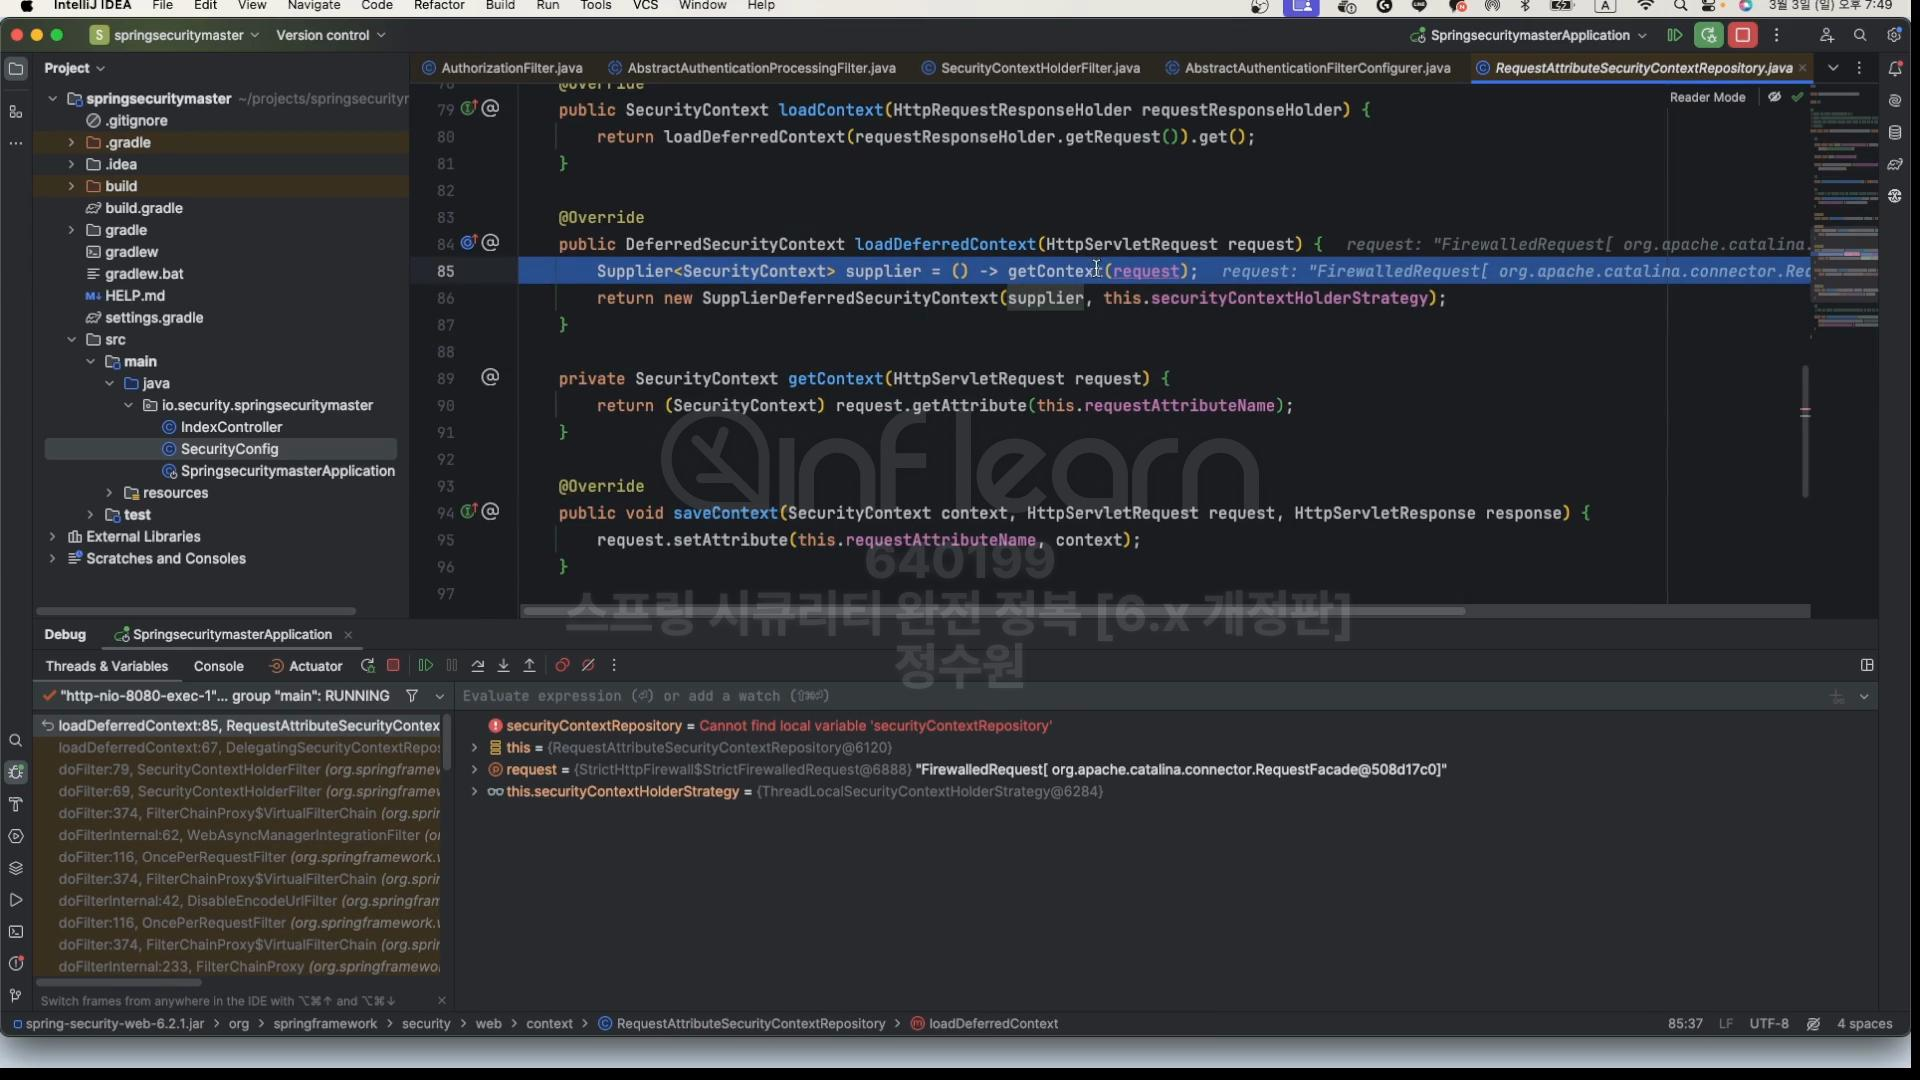 IntelliJ IDEA File Edit View Navigate Code Refactor Build Run Tools VCS Window Help
A 3월 3일 (일) 오후 7:49
S springsecuritymaster Version control
SpringsecuritymasterApplication
Project
AuthorizationFilter.java AbstractAuthenticationProcessingFilter.java SecurityContextHolderFilter.java AbstractAuthenticationFilterConfigurer.java RequestAttributeSecurityContextRepository.java
springsecuritymaster ~/projects/springsecurity
.gitignore
.gradle
.idea
build
build.gradle
gradle
gradlew
gradlew.bat
HELP.md
settings.gradle
src
main
java
io.security.springsecuritymaster
IndexController
SecurityConfig
SpringsecuritymasterApplication
resources
test
External Libraries
Scratches and Consoles
Reader Mode
78 @Override
79 public SecurityContext loadContext(HttpRequestResponseHolder requestResponseHolder) {
80 return loadDeferredContext(requestResponseHolder.getRequest()).get();
81 }
82
83 @Override
84 public DeferredSecurityContext loadDeferredContext(HttpServletRequest request) { request: "FirewalledRequest[ org.apache.catalina.
85 Supplier<SecurityContext> supplier = () -> getContext(request); request: "FirewalledRequest[ org.apache.catalina.connector.Req
86 return new SupplierDeferredSecurityContext(supplier, this.securityContextHolderStrategy);
87 }
88
89 private SecurityContext getContext(HttpServletRequest request) {
90 return (SecurityContext) request.getAttribute(this.requestAttributeName);
91 }
92
93 @Override
94 public void saveContext(SecurityContext context, HttpServletRequest request, HttpServletResponse response) {
95 request.setAttribute(this.requestAttributeName, context);
96 }
97
inflearn
640199
스프링 시큐리티 완전 정복 [6.x 개정판]
정수원
Debug SpringsecuritymasterApplication
Threads & Variables Console Actuator
"http-nio-8080-exec-1"... group "main": RUNNING
Evaluate expression (⏎) or add a watch (⇧⌘⏎)
loadDeferredContext:85, RequestAttributeSecurityContex
loadDeferredContext:67, DelegatingSecurityContextRepos
doFilter:79, SecurityContextHolderFilter (org.springframew
doFilter:69, SecurityContextHolderFilter (org.springframew
doFilter:374, FilterChainProxy$VirtualFilterChain (org.sprin
doFilterInternal:62, WebAsyncManagerIntegrationFilter (or
doFilter:116, OncePerRequestFilter (org.springframework.w
doFilter:374, FilterChainProxy$VirtualFilterChain (org.sprin
doFilterInternal:42, DisableEncodeUrlFilter (org.springfram
doFilter:116, OncePerRequestFilter (org.springframework.w
doFilter:374, FilterChainProxy$VirtualFilterChain (org.sprin
doFilterInternal:233, FilterChainProxy (org.springframewo
securityContextRepository = Cannot find local variable 'securityContextRepository'
this = {RequestAttributeSecurityContextRepository@6120}
request = {StrictHttpFirewall$StrictFirewalledRequest@6888} "FirewalledRequest[ org.apache.catalina.connector.RequestFacade@508d17c0]"
this.securityContextHolderStrategy = {ThreadLocalSecurityContextHolderStrategy@6284}
Switch frames from anywhere in the IDE with ⌥⌘↑ and ⌥⌘↓
spring-security-web-6.2.1.jar > org > springframework > security > web > context > RequestAttributeSecurityContextRepository > loadDeferredContext
85:37 LF UTF-8 4 spaces